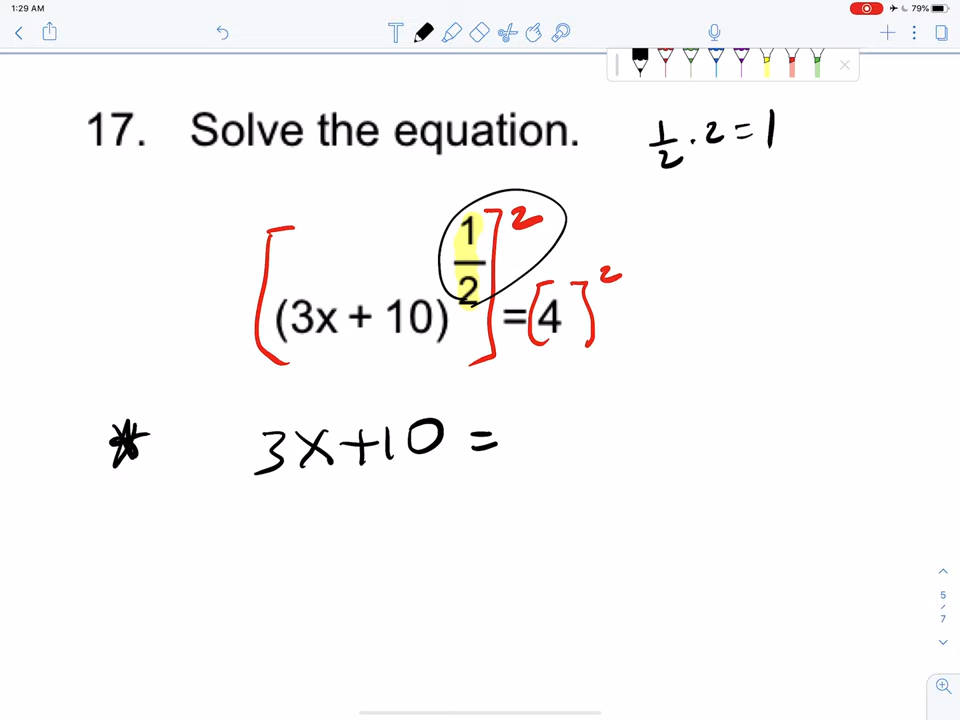 1:29 AM
79%
17. Solve the equation.
1/2 · 2 = 1
[(3x + 10)^(1/2)]^2 = [4]^2
* 3x+10 =
5
/
7